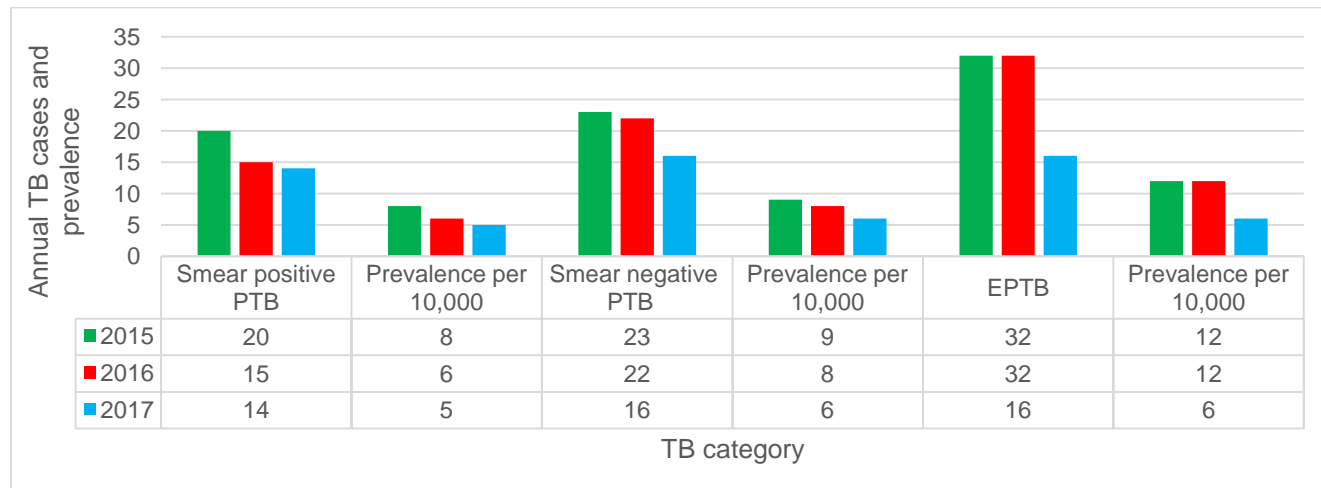 Annual TB cases and
prevalence
35
30
25
20
15
10
5
0
Smear positive
PTB
Prevalence per
10,000
Smear negative
PTB
Prevalence per
10,000
EPTB
Prevalence per
10,000
2015 20 8 23 9 32 12
2016 15 6 22 8 32 12
2017 14 5 16 6 16 6
TB category